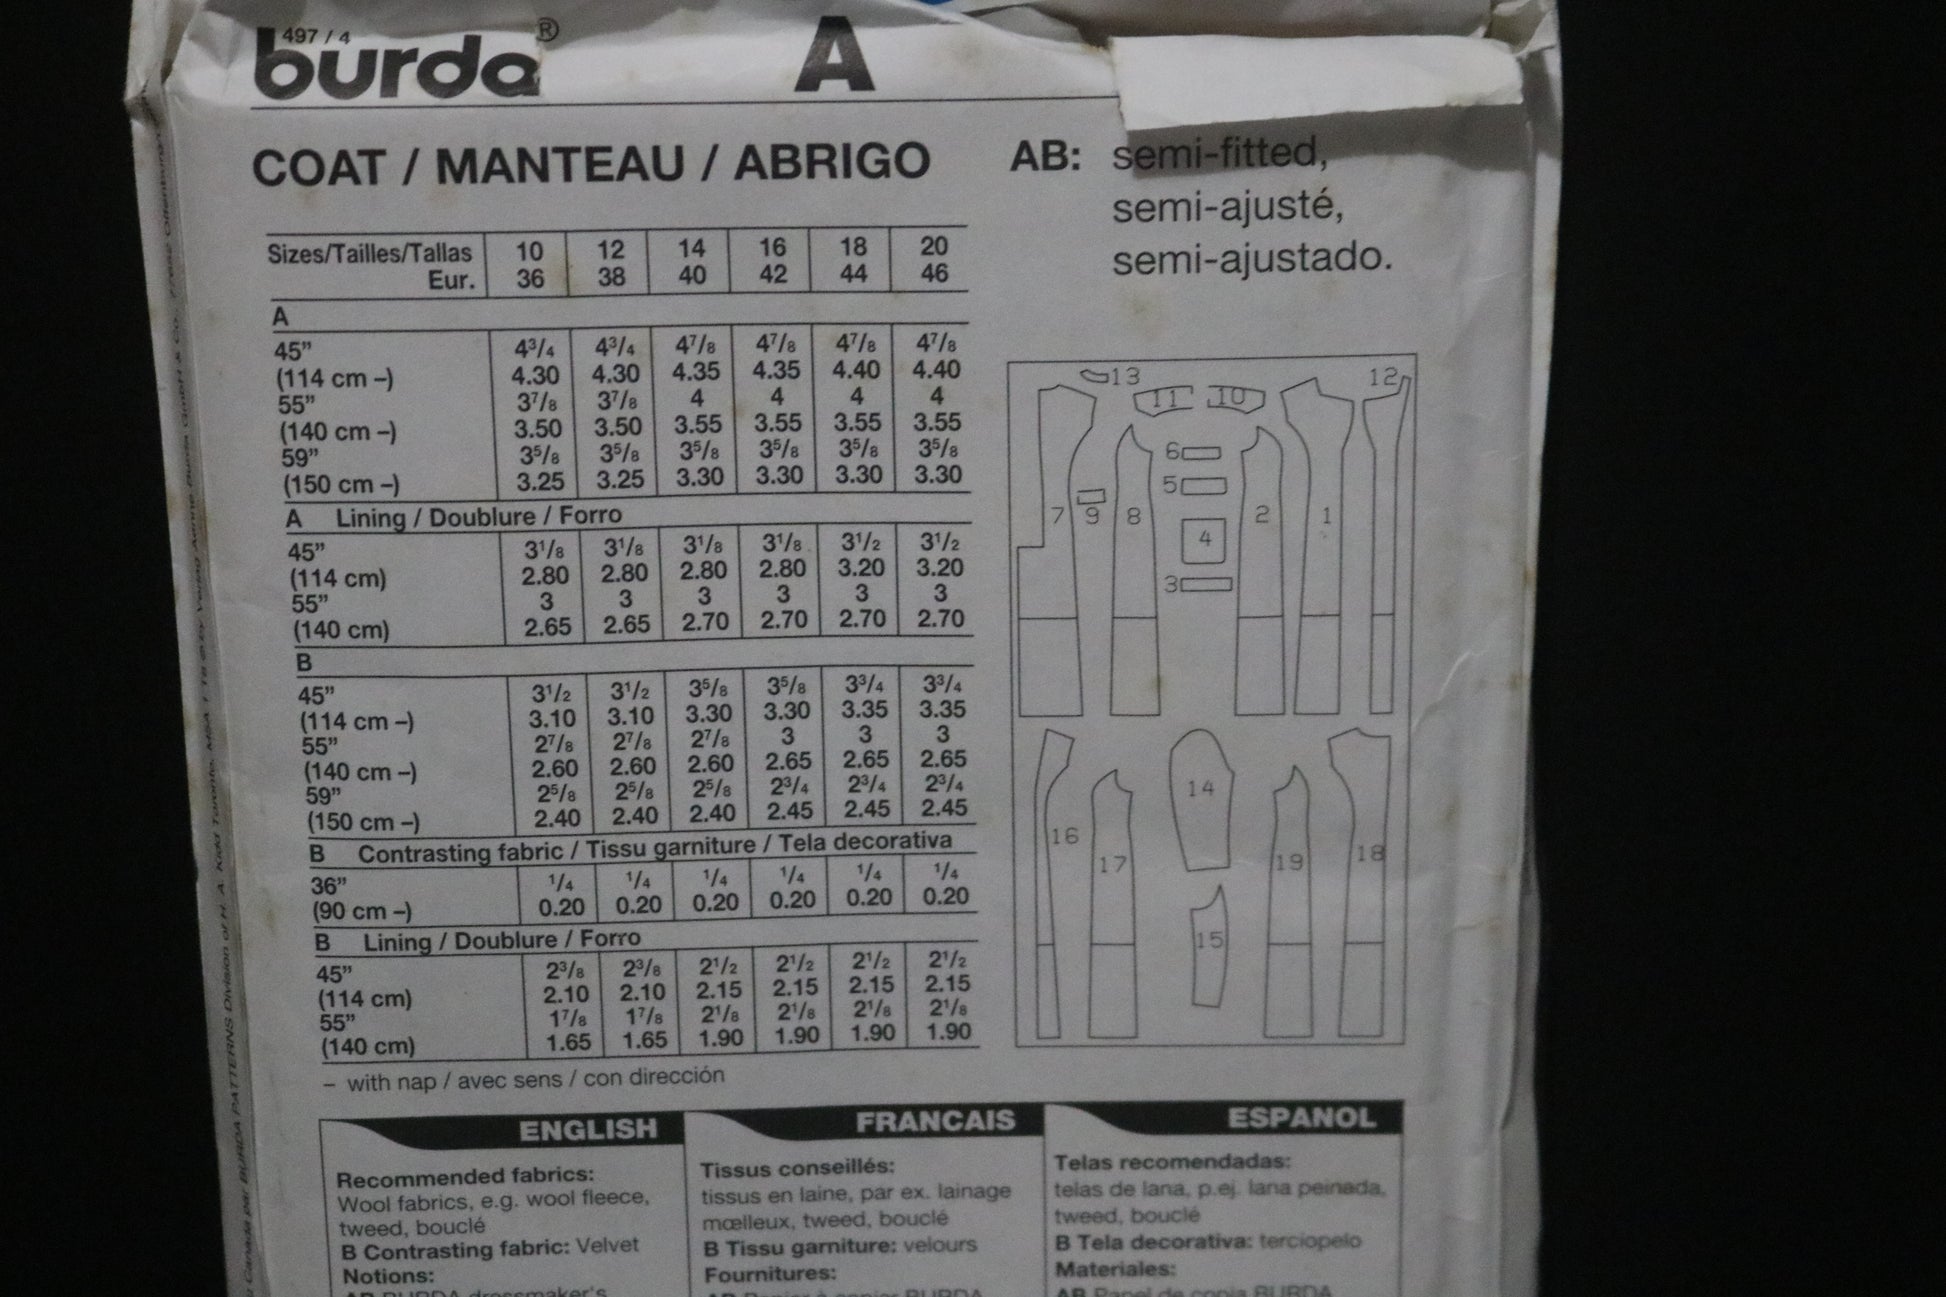 497 / 4
burda®
A
COAT / MANTEAU / ABRIGO
AB: semi-fitted,
semi-ajusté,
semi-ajustado.
Sizes/Tailles/Tallas 10 12 14 16 18 20
Eur. 36 38 40 42 44 46
A
45” 4³/₄ 4³/₄ 4⁷/₈ 4⁷/₈ 4⁷/₈ 4⁷/₈
(114 cm –) 4.30 4.30 4.35 4.35 4.40 4.40
55” 3⁷/₈ 3⁷/₈ 4 4 4 4
(140 cm –) 3.50 3.50 3.55 3.55 3.55 3.55
59” 3⁵/₈ 3⁵/₈ 3⁵/₈ 3⁵/₈ 3⁵/₈ 3⁵/₈
(150 cm –) 3.25 3.25 3.30 3.30 3.30 3.30
A Lining / Doublure / Forro
45” 3¹/₈ 3¹/₈ 3¹/₈ 3¹/₈ 3¹/₂ 3¹/₂
(114 cm) 2.80 2.80 2.80 2.80 3.20 3.20
55” 3 3 3 3 3 3
(140 cm) 2.65 2.65 2.70 2.70 2.70 2.70
B
45” 3¹/₂ 3¹/₂ 3⁵/₈ 3⁵/₈ 3³/₄ 3³/₄
(114 cm –) 3.10 3.10 3.30 3.30 3.35 3.35
55” 2⁷/₈ 2⁷/₈ 2⁷/₈ 3 3 3
(140 cm –) 2.60 2.60 2.60 2.65 2.65 2.65
59” 2⁵/₈ 2⁵/₈ 2⁵/₈ 2³/₄ 2³/₄ 2³/₄
(150 cm –) 2.40 2.40 2.40 2.45 2.45 2.45
B Contrasting fabric / Tissu garniture / Tela decorativa
36” ¹/₄ ¹/₄ ¹/₄ ¹/₄ ¹/₄ ¹/₄
(90 cm –) 0.20 0.20 0.20 0.20 0.20 0.20
B Lining / Doublure / Forro
45” 2³/₈ 2³/₈ 2¹/₂ 2¹/₂ 2¹/₂ 2¹/₂
(114 cm) 2.10 2.10 2.15 2.15 2.15 2.15
55” 1⁷/₈ 1⁷/₈ 2¹/₈ 2¹/₈ 2¹/₈ 2¹/₈
(140 cm) 1.65 1.65 1.90 1.90 1.90 1.90
– with nap / avec sens / con dirección
13 12
11 10
6
5
7 9 8 2 1
4
3
14
16 17 19 18
15
ENGLISH
Recommended fabrics:
Wool fabrics, e.g. wool fleece,
tweed, bouclé
B Contrasting fabric: Velvet
Notions:
AB BURDA dressmaker's
FRANCAIS
Tissus conseillés:
tissus en laine, par ex. lainage
mœlleux, tweed, bouclé
B Tissu garniture: velours
Fournitures:
AB Papier à copier BURDA
ESPANOL
Telas recomendadas:
telas de lana, p.ej. lana peinada,
tweed, bouclé
B Tela decorativa: terciopelo
Materiales:
AB Papel de copia BURDA
BURDA PATTERNS Division of H. A. Kidd Toronto,